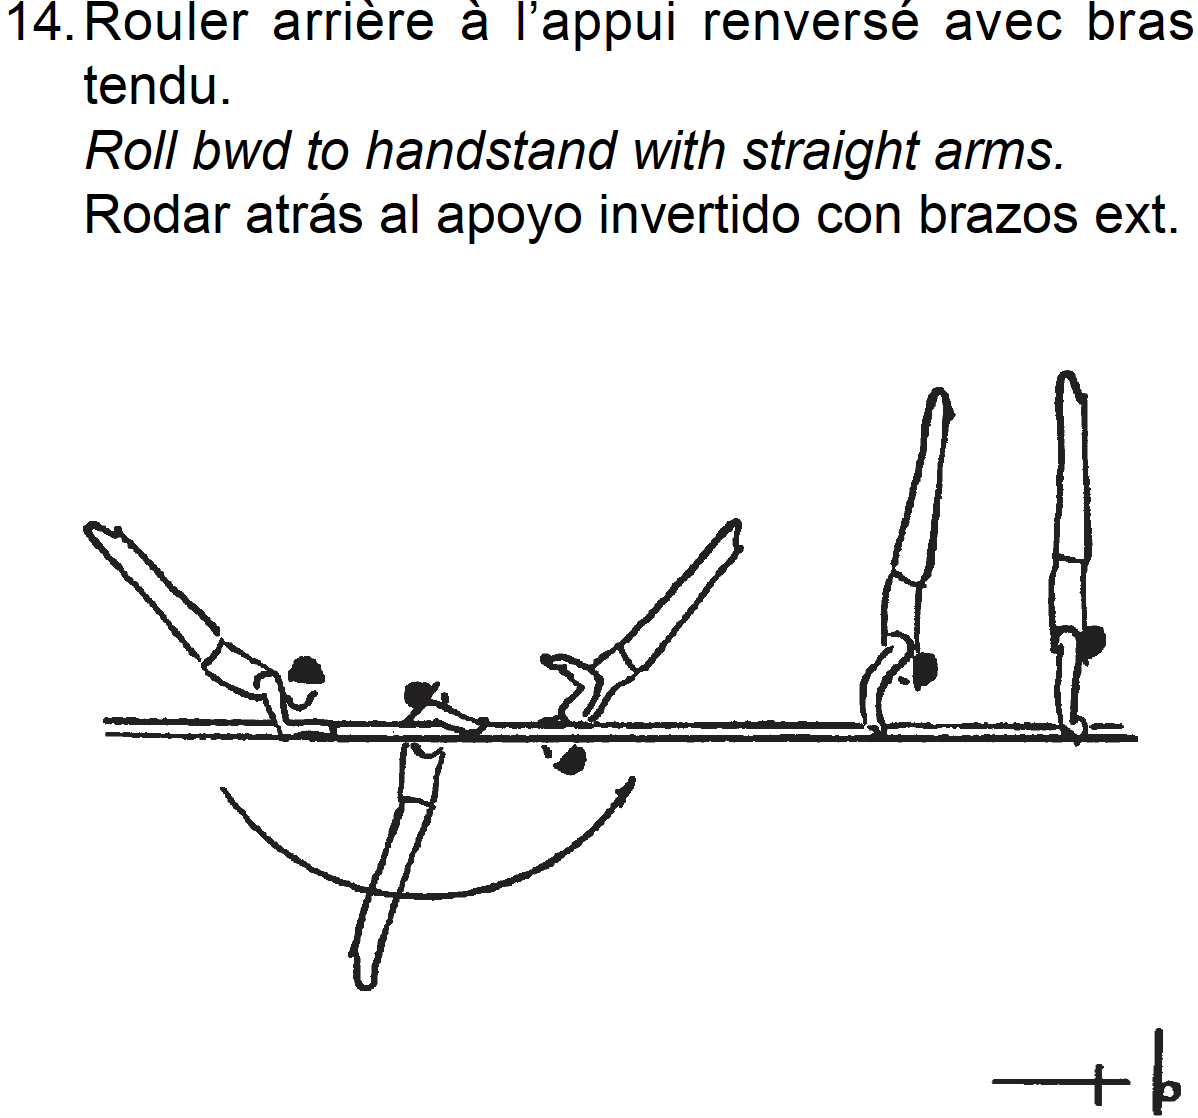 14. Rouler arrière à l’appui renversé avec bras
tendu.
Roll bwd to handstand with straight arms.
Rodar atrás al apoyo invertido con brazos ext.